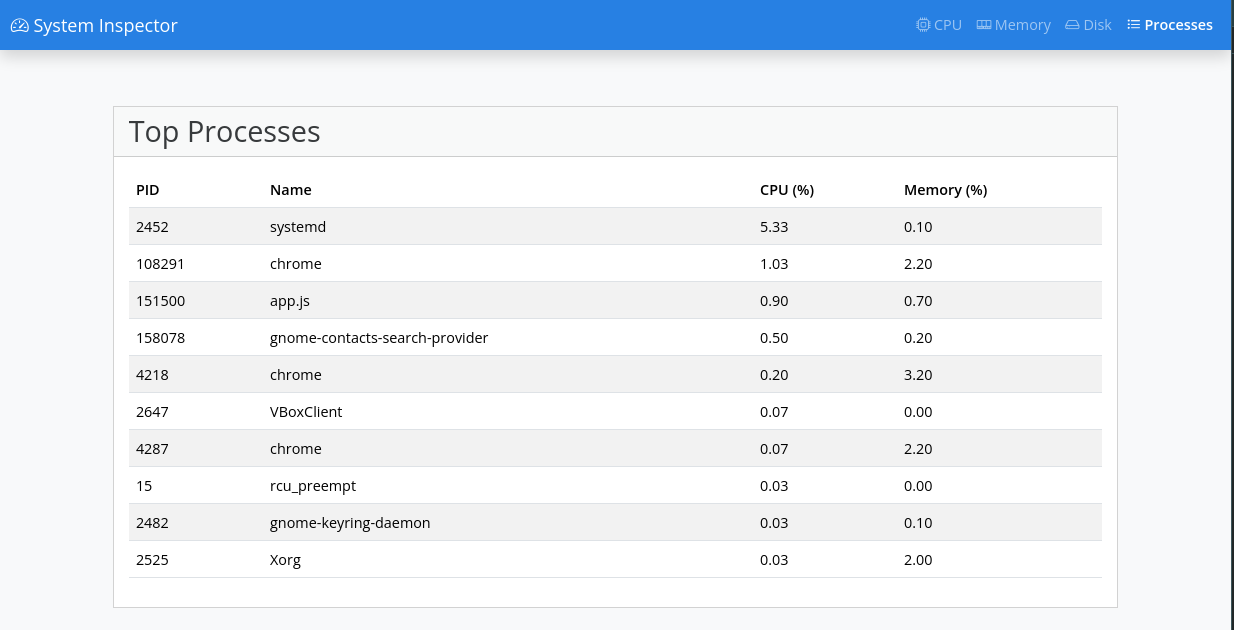 System Inspector CPU Memory Disk Processes
Top Processes
PID Name CPU (%) Memory (%)
2452 systemd 5.33 0.10
108291 chrome 1.03 2.20
151500 app.js 0.90 0.70
158078 gnome-contacts-search-provider 0.50 0.20
4218 chrome 0.20 3.20
2647 VBoxClient 0.07 0.00
4287 chrome 0.07 2.20
15 rcu_preempt 0.03 0.00
2482 gnome-keyring-daemon 0.03 0.10
2525 Xorg 0.03 2.00